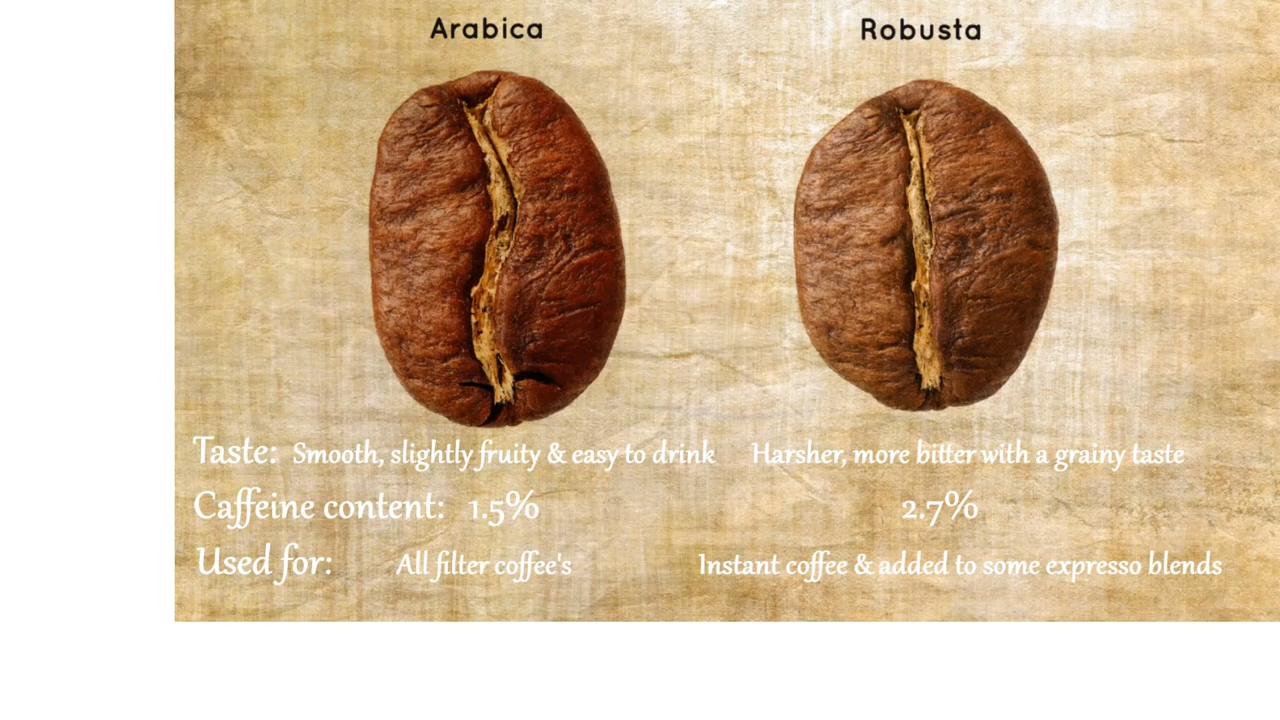 Arabica Robusta
Taste: Smooth, slightly fruity & easy to drink Harsher, more bitter with a grainy taste
Caffeine content: 1.5% 2.7%
Used for: All filter coffee's Instant coffee & added to some expresso blends